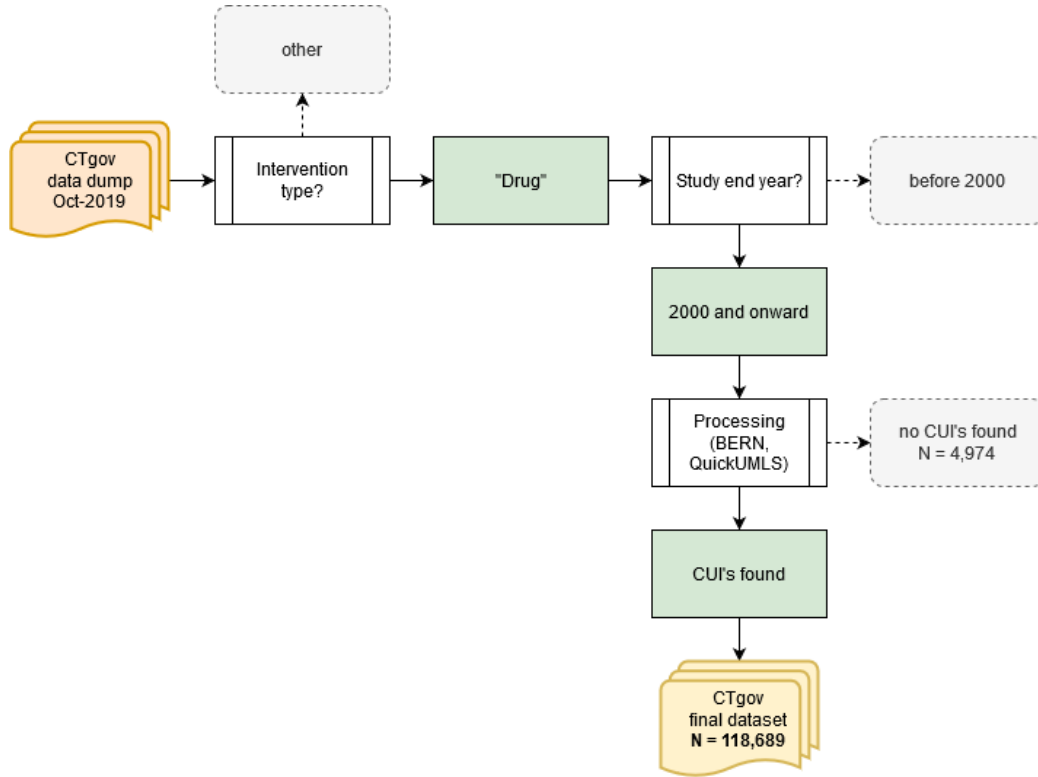 other
CTgov
data dump
Oct-2019
Intervention
type?
"Drug"
Study end year?
before 2000
2000 and onward
Processing
(BERN,
QuickUMLS)
no CUI's found
N = 4,974
CUI's found
CTgov
final dataset
N = 118,689